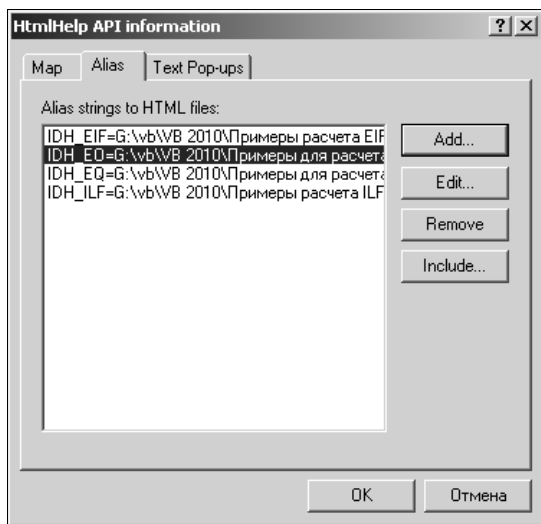 HtmlHelp API information
Map Alias Text Pop-ups
Alias strings to HTML files:
IDH_EIF=G:\vb\VB 2010\Примеры расчета EIF
IDH_EO=G:\vb\VB 2010\Примеры для расчета
IDH_EQ=G:\vb\VB 2010\Примеры для расчета
IDH_ILF=G:\vb\VB 2010\Примеры расчета ILF
Add...
Edit...
Remove
Include...
OK Отмена